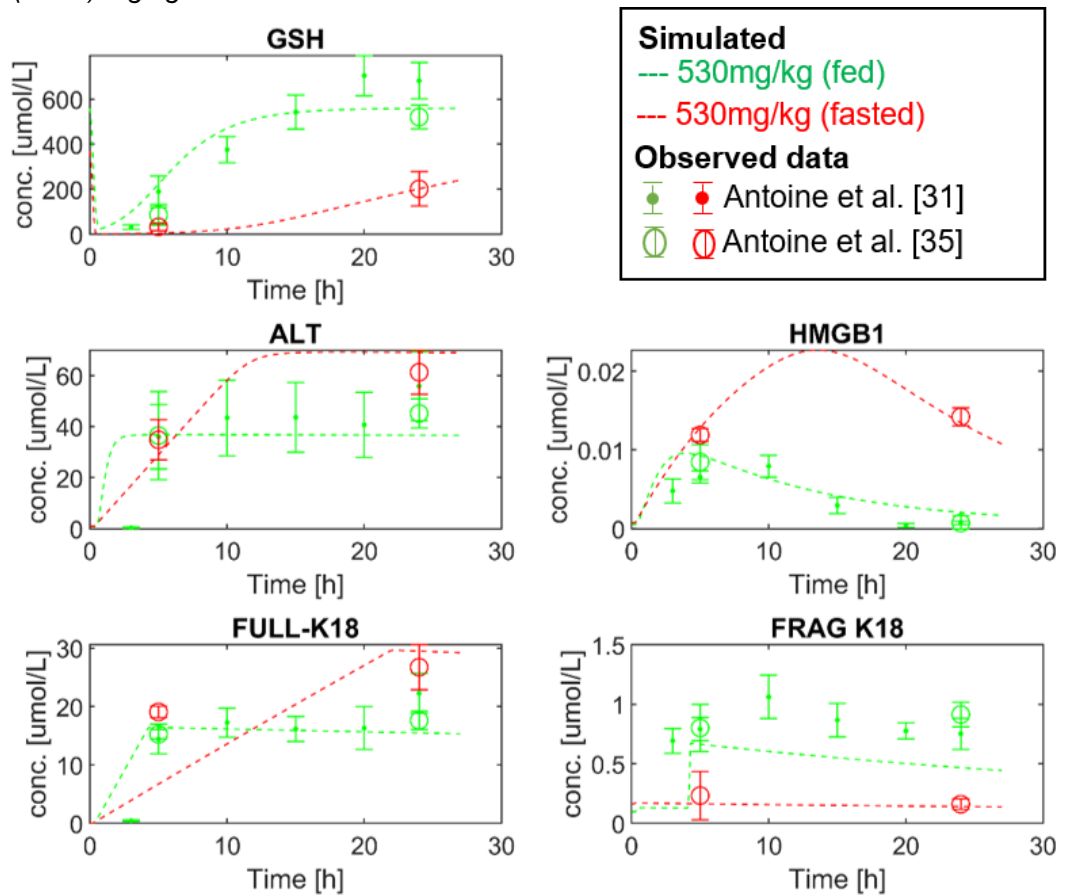 GSH
conc. [umol/L]
600
400
200
0
0 10 20 30
Time [h]
Simulated
--- 530mg/kg (fed)
--- 530mg/kg (fasted)
Observed data
Antoine et al. [31]
Antoine et al. [35]
ALT
conc. [umol/L]
60
40
20
0
0 10 20 30
Time [h]
HMGB1
conc. [umol/L]
0.02
0.01
0
0 10 20 30
Time [h]
FULL-K18
conc. [umol/L]
30
20
10
0
0 10 20 30
Time [h]
FRAG K18
conc. [umol/L]
1.5
1
0.5
0
0 10 20 30
Time [h]